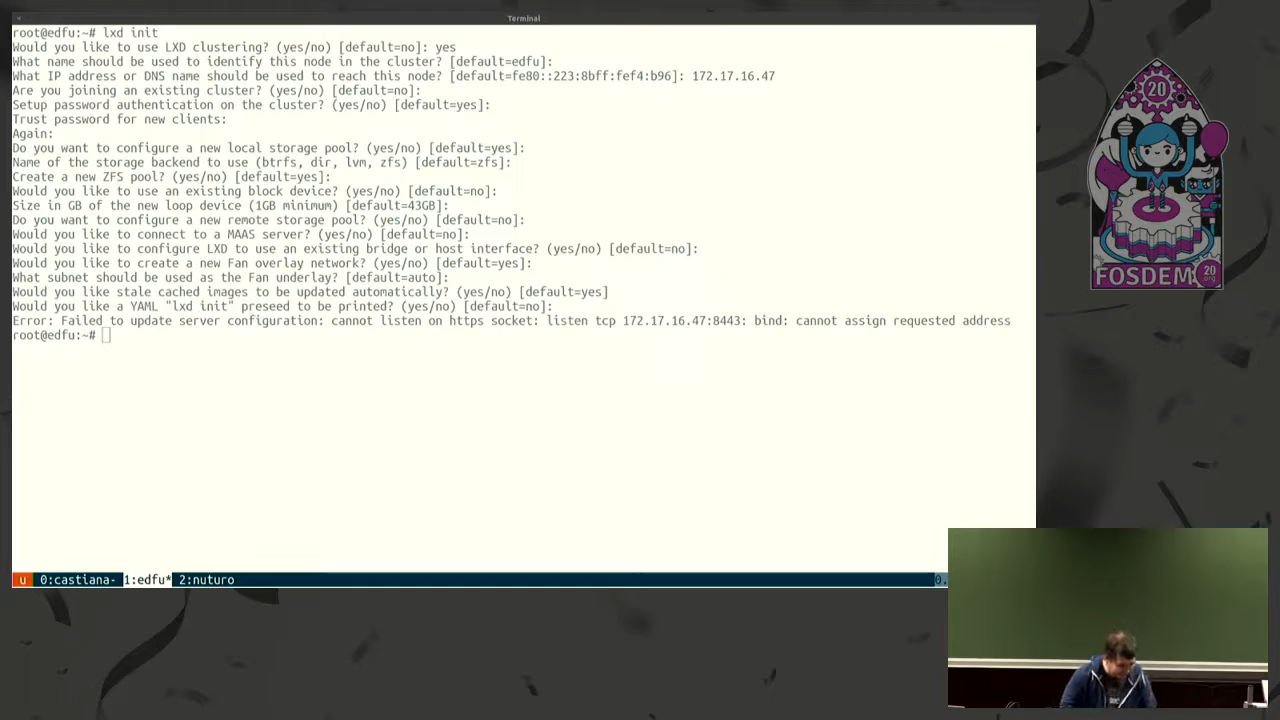 Terminal
root@edfu:~# lxd init
Would you like to use LXD clustering? (yes/no) [default=no]: yes
What name should be used to identify this node in the cluster? [default=edfu]:
What IP address or DNS name should be used to reach this node? [default=fe80::223:8bff:fef4:b96]: 172.17.16.47
Are you joining an existing cluster? (yes/no) [default=no]:
Setup password authentication on the cluster? (yes/no) [default=yes]:
Trust password for new clients:
Again:
Do you want to configure a new local storage pool? (yes/no) [default=yes]:
Name of the storage backend to use (btrfs, dir, lvm, zfs) [default=zfs]:
Create a new ZFS pool? (yes/no) [default=yes]:
Would you like to use an existing block device? (yes/no) [default=no]:
Size in GB of the new loop device (1GB minimum) [default=43GB]:
Do you want to configure a new remote storage pool? (yes/no) [default=no]:
Would you like to connect to a MAAS server? (yes/no) [default=no]:
Would you like to configure LXD to use an existing bridge or host interface? (yes/no) [default=no]:
Would you like to create a new Fan overlay network? (yes/no) [default=yes]:
What subnet should be used as the Fan underlay? [default=auto]:
Would you like stale cached images to be updated automatically? (yes/no) [default=yes]
Would you like a YAML "lxd init" preseed to be printed? (yes/no) [default=no]:
Error: Failed to update server configuration: cannot listen on https socket: listen tcp 172.17.16.47:8443: bind: cannot assign requested address
root@edfu:~#
u 0:castiana- 1:edfu* 2:nuturo 0.
20
FOSDEM 20
.org